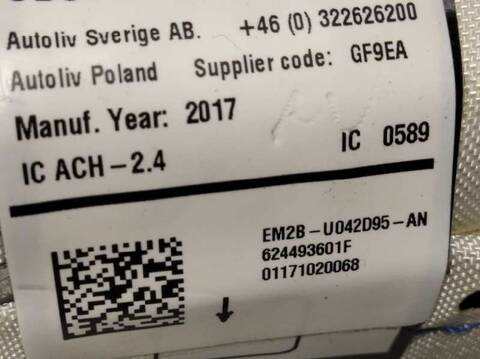 Autoliv Sverige AB. +46 (0) 322626200
Autoliv Poland Supplier code: GF9EA
Manuf. Year: 2017
IC ACH-2.4 IC 0589
EM2B-U042D95-AN
624493601F
01171020068